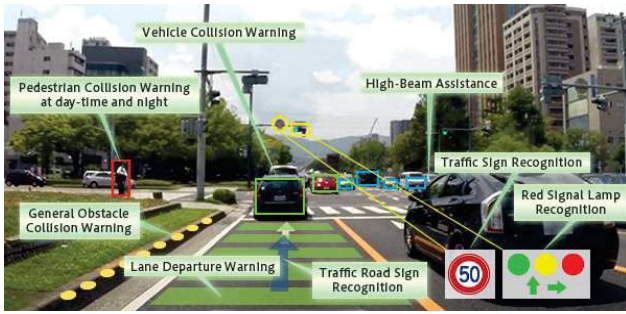 Vehicle Collision Warning
Pedestrian Collision Warning
at day-time and night
High-Beam Assistance
Traffic Sign Recognition
General Obstacle
Collision Warning
Red Signal Lamp
Recognition
Lane Departure Warning
Traffic Road Sign
Recognition
50